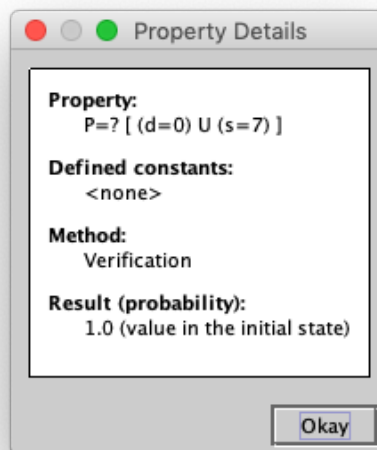 Property Details
Property:
P=? [ (d=0) U (s=7) ]
Defined constants:
<none>
Method:
Verification
Result (probability):
1.0 (value in the initial state)
Okay